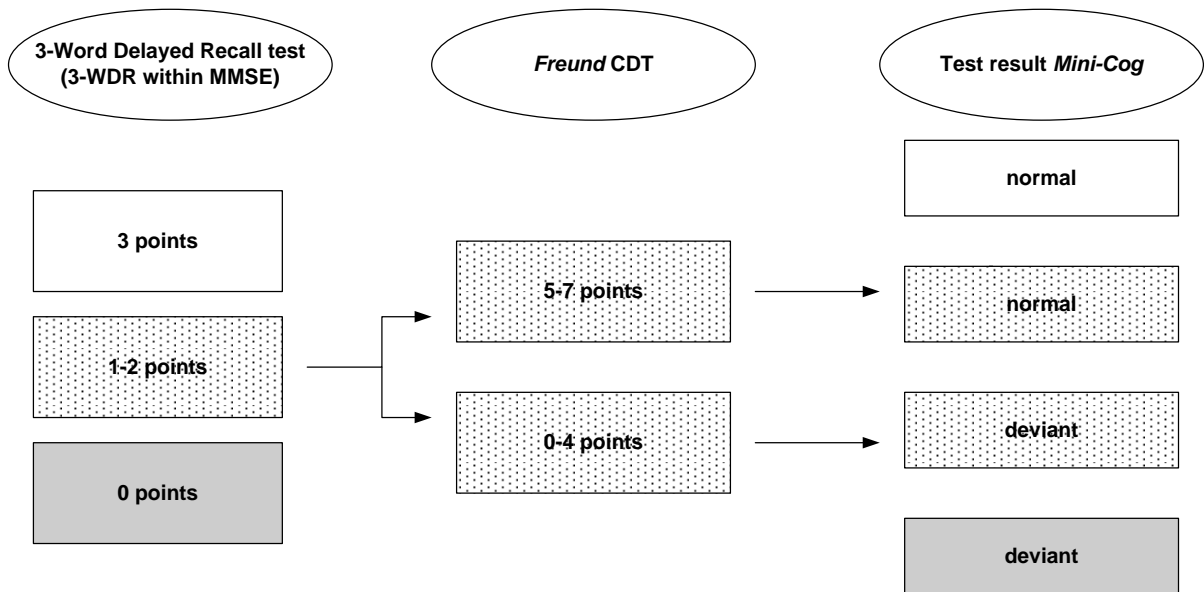 3-Word Delayed Recall test
(3-WDR within MMSE)
Freund CDT
Test result Mini-Cog
normal
3 points
5-7 points
normal
1-2 points
0-4 points
deviant
0 points
deviant